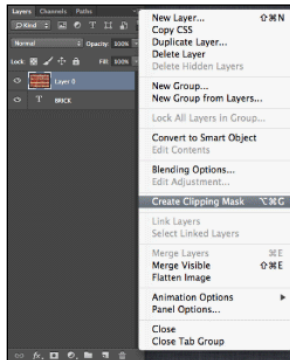 Layers Channels Paths
Kind
Normal Opacity: 100%
Lock: Fill: 100%
Layer 0
T BRICK
fx
New Layer... ⇧⌘N
Copy CSS
Duplicate Layer...
Delete Layer
Delete Hidden Layers
New Group...
New Group from Layers...
Lock All Layers in Group...
Convert to Smart Object
Edit Contents
Blending Options...
Edit Adjustment...
Create Clipping Mask ⌥⌘G
Link Layers
Select Linked Layers
Merge Layers ⌘E
Merge Visible ⇧⌘E
Flatten Image
Animation Options
Panel Options...
Close
Close Tab Group